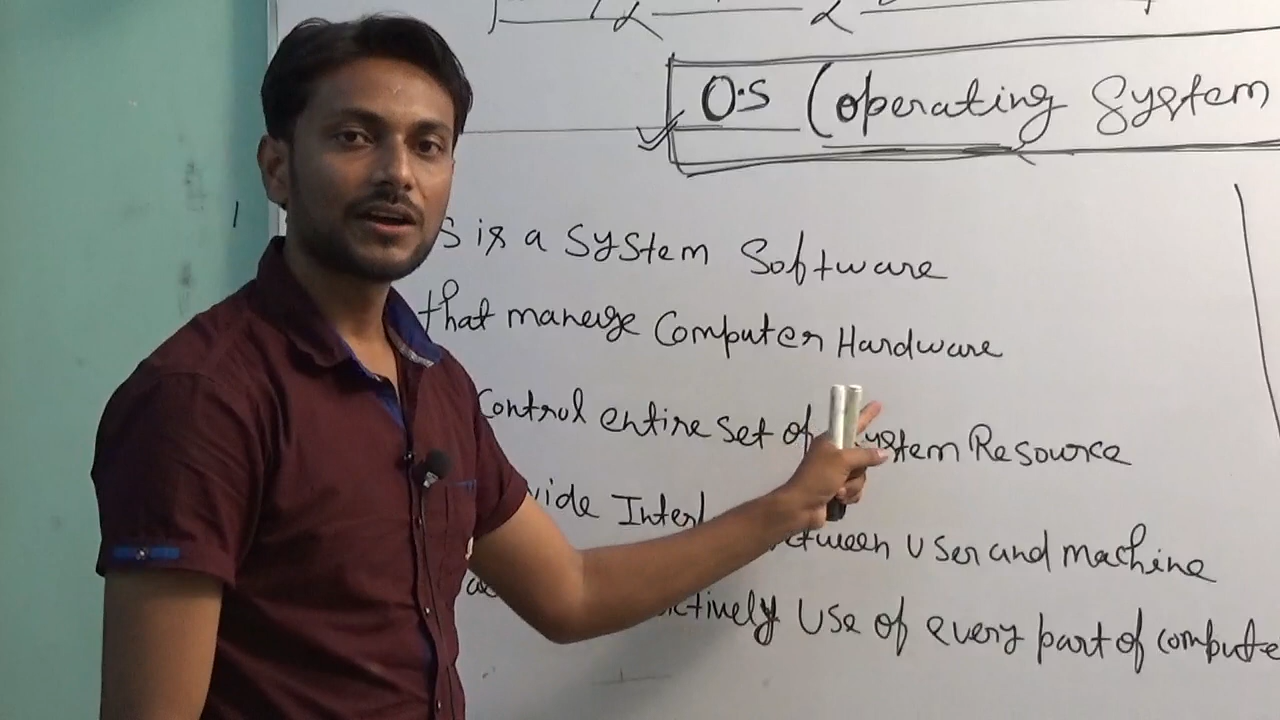 O.S (operating System
S is a System Software
that manege Computer Hardware
Control entire set of System Resource
vide Inter between User and machine
ctively Use of every part of compute